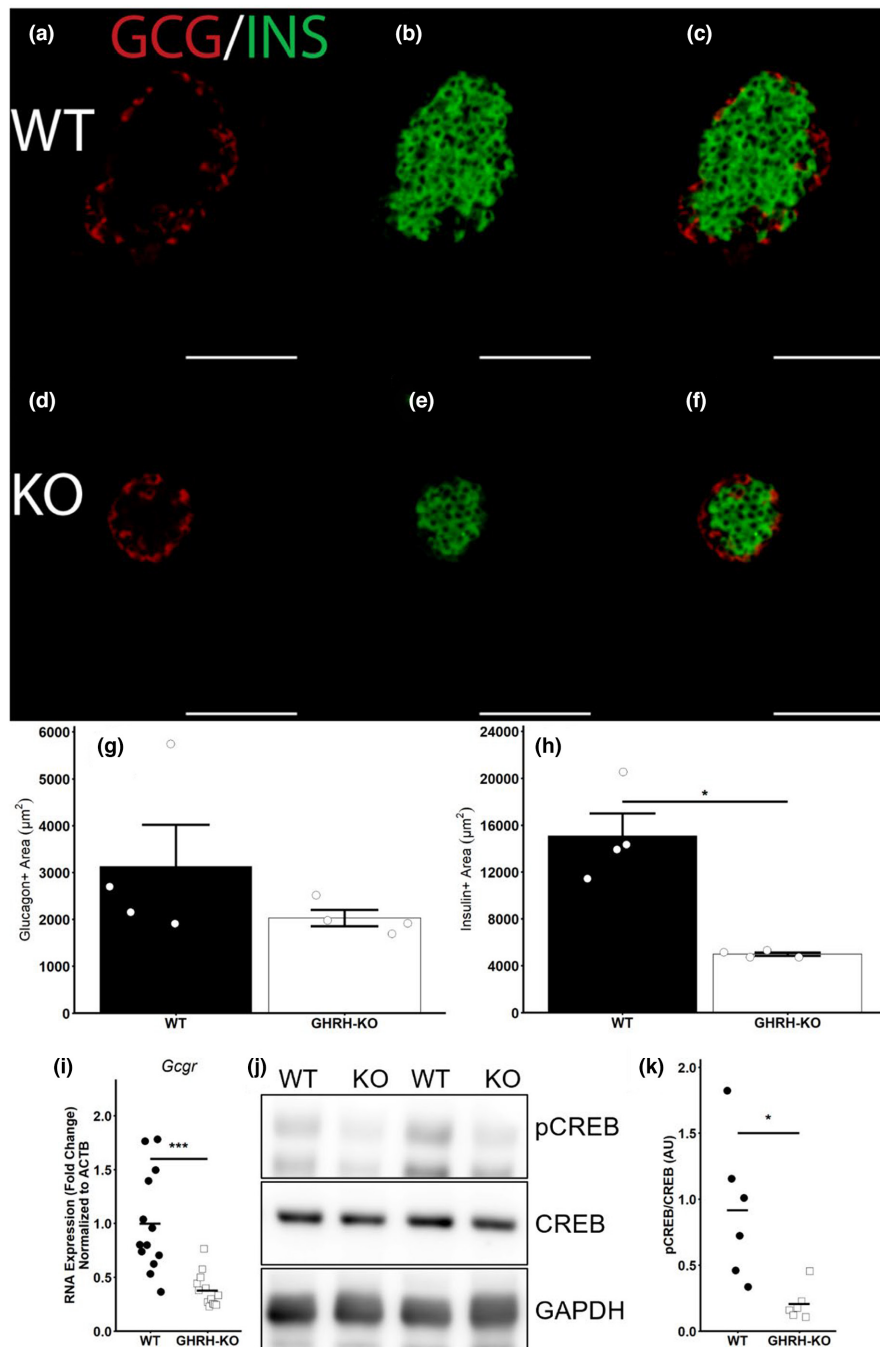 (a) GCG/INS (b) (c)
WT
(d) (e) (f)
KO
(g)
6000
5000
4000
3000
2000
1000
0
Glucagon+ Area (µm²)
WT GHRH-KO
(h)
24000
20000
16000
12000
8000
4000
0
Insulin+ Area (µm²)
*
WT GHRH-KO
(i)
Gcgr
2.0
1.5
1.0
0.5
0.0
RNA Expression (Fold Change)
Normalized to ACTB
***
WT GHRH-KO
(j)
WT KO WT KO
pCREB
CREB
GAPDH
(k)
2.0
1.5
1.0
0.5
0.0
pCREB/CREB (AU)
*
WT GHRH-KO